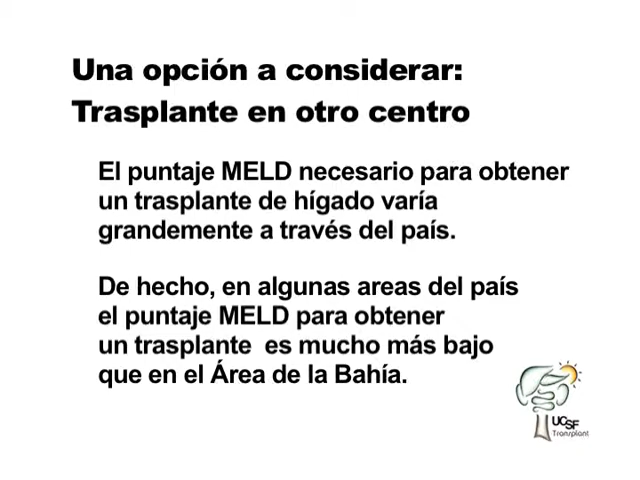 Una opción a considerar:
Trasplante en otro centro
El puntaje MELD necesario para obtener
un trasplante de hígado varía
grandemente a través del país.
De hecho, en algunas areas del país
el puntaje MELD para obtener
un trasplante es mucho más bajo
que en el Área de la Bahía.
UCSF
Transplant